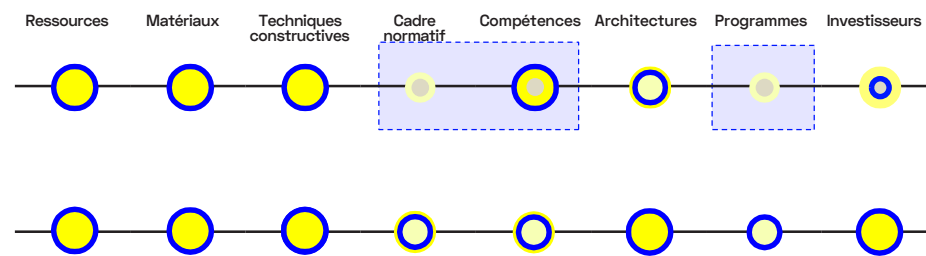 Ressources
Matériaux
Techniques
constructives
Cadre
normatif
Compétences
Architectures
Programmes
Investisseurs